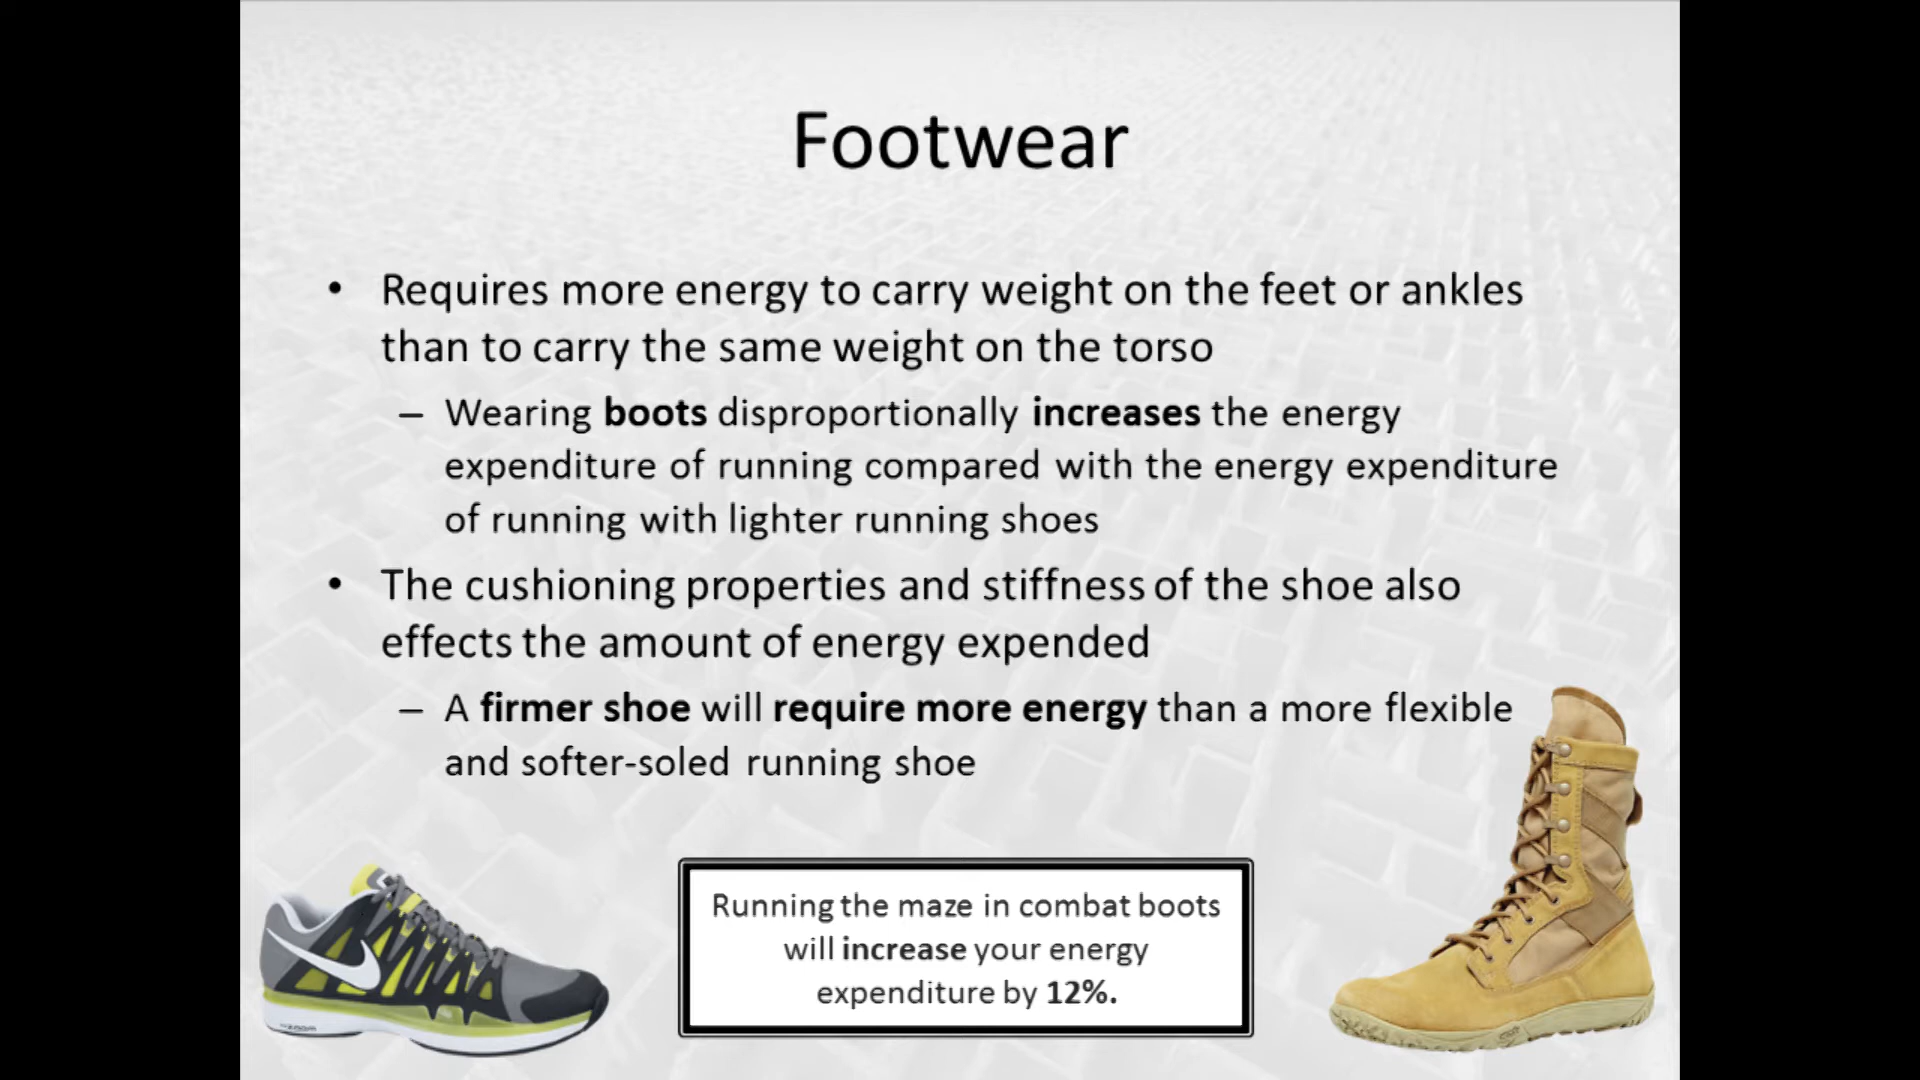 Footwear
• Requires more energy to carry weight on the feet or ankles
than to carry the same weight on the torso
– Wearing boots disproportionally increases the energy
expenditure of running compared with the energy expenditure
of running with lighter running shoes
• The cushioning properties and stiffness of the shoe also
effects the amount of energy expended
– A firmer shoe will require more energy than a more flexible
and softer-soled running shoe
Running the maze in combat boots
will increase your energy
expenditure by 12%.
ZOOM